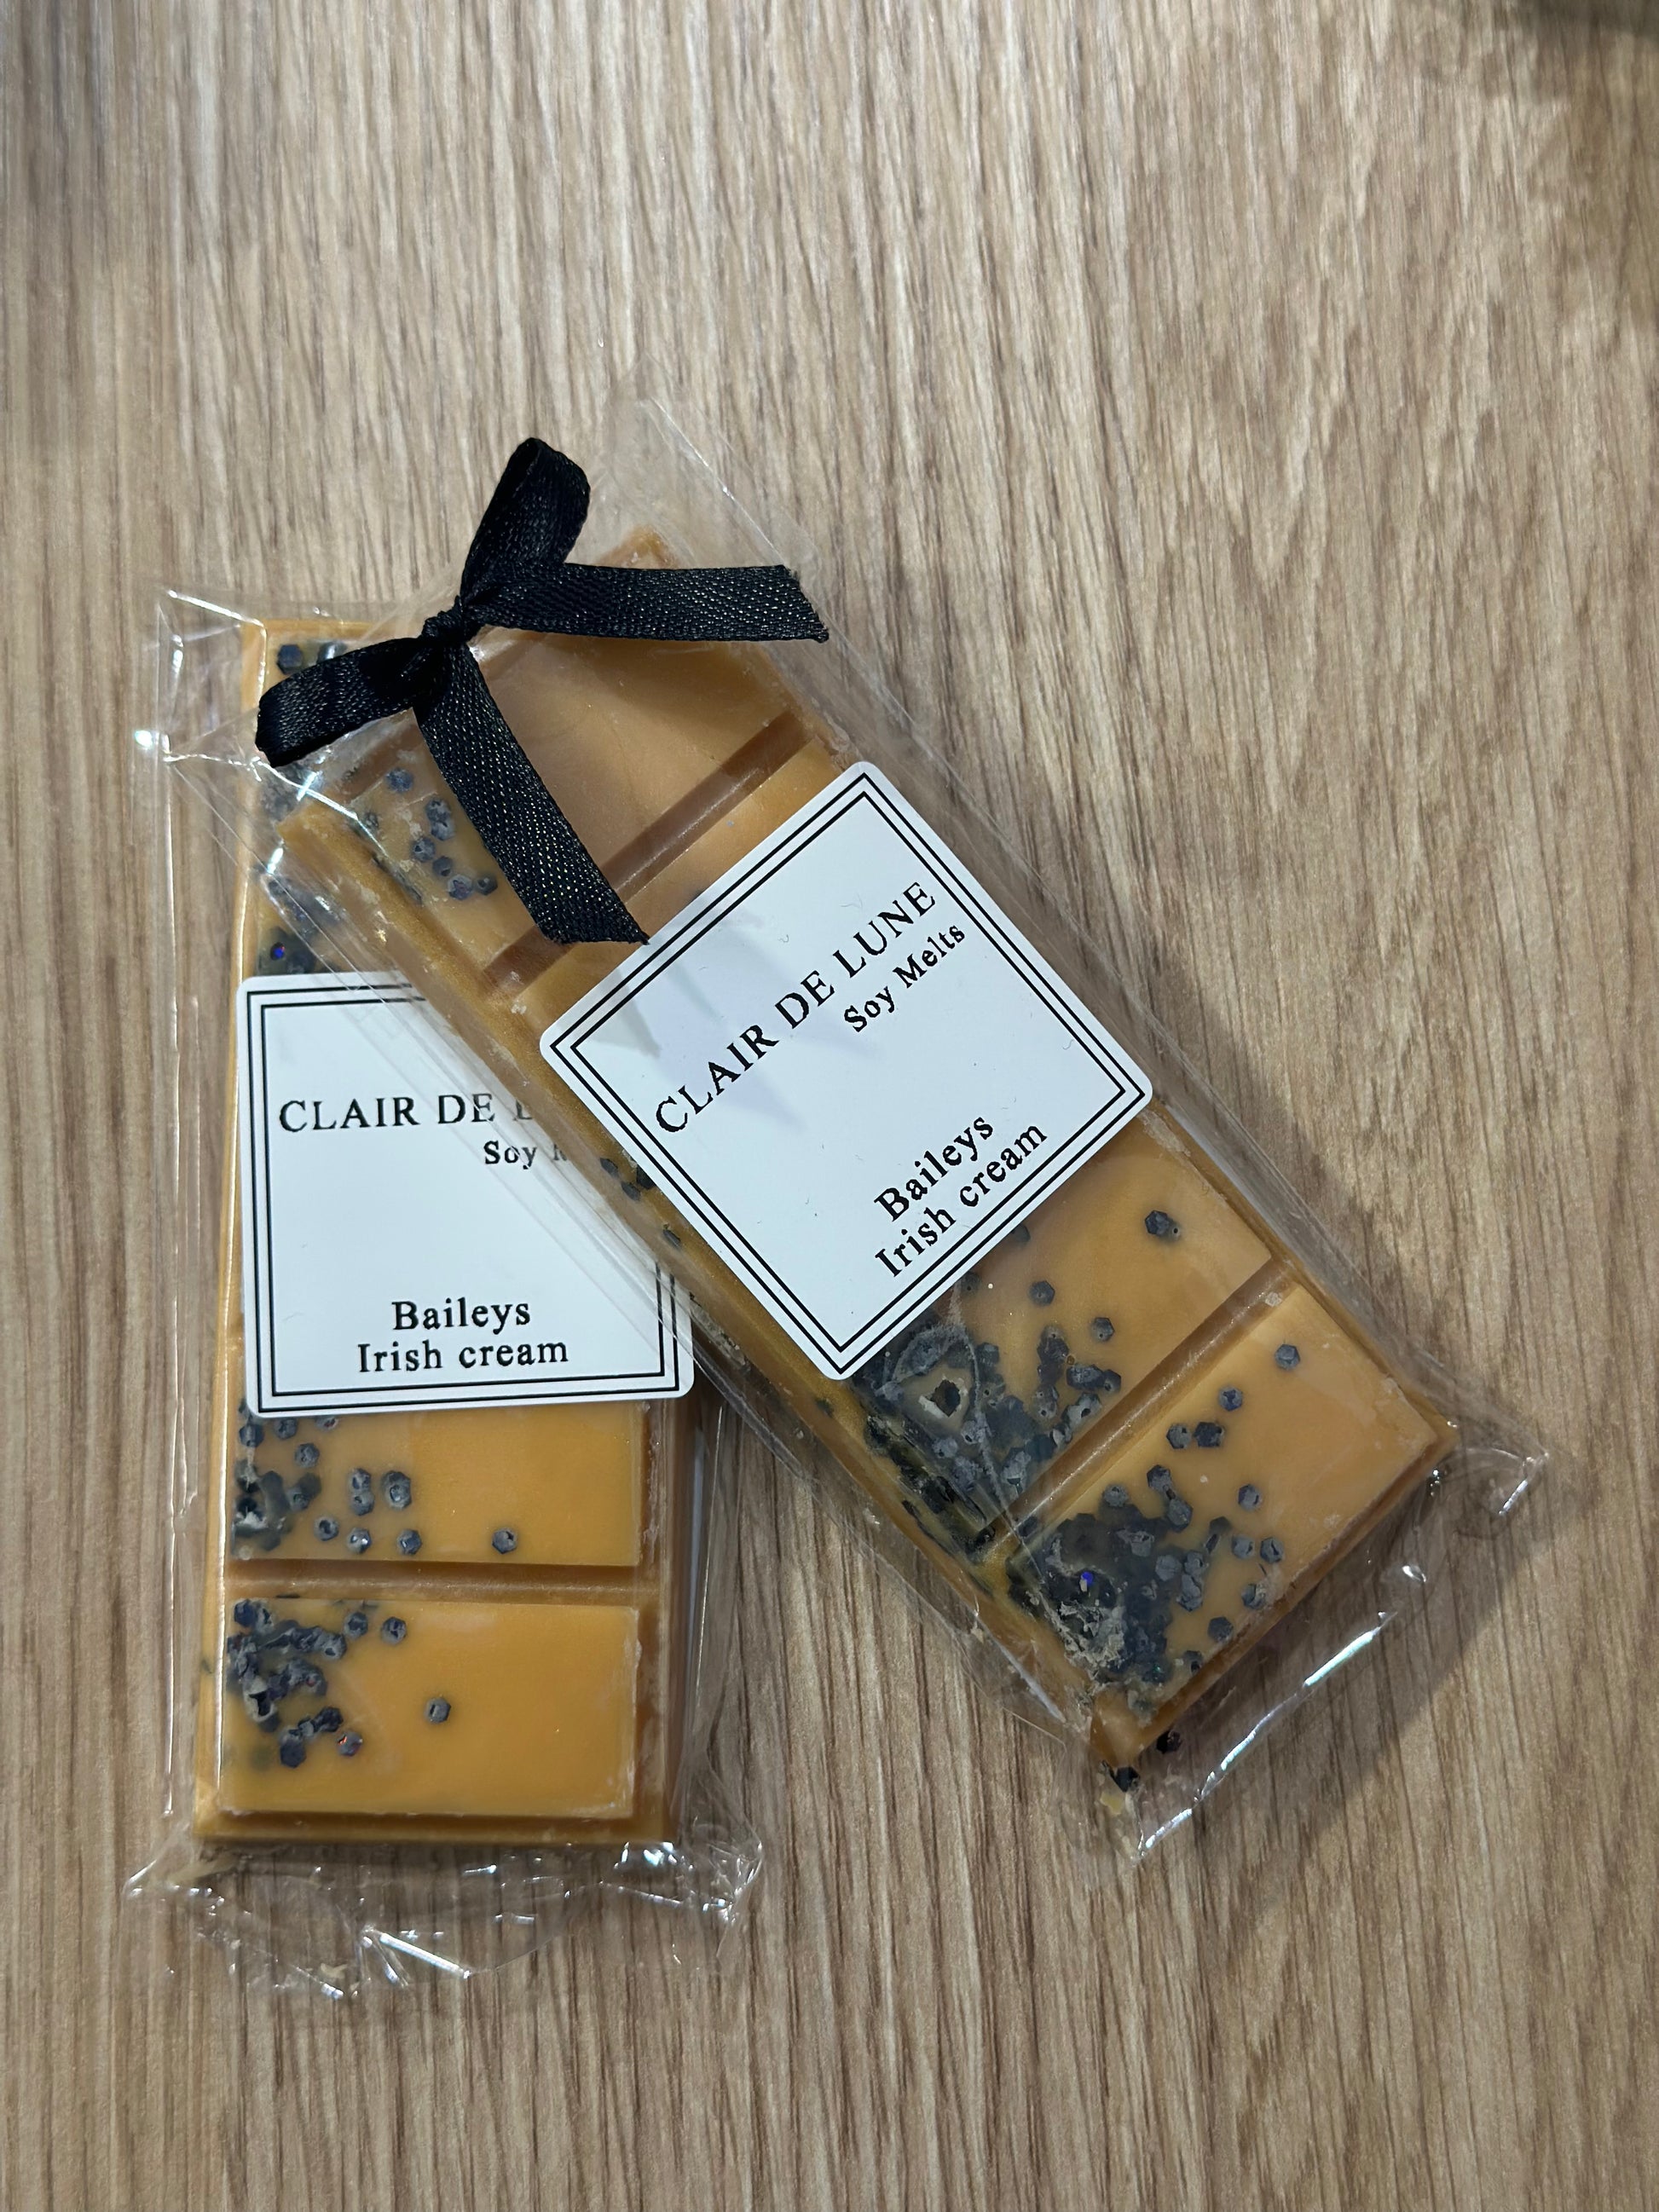 CLAIR DE LUNE
Soy Melts
Baileys
Irish cream
CLAIR DE
Soy
Baileys
Irish cream